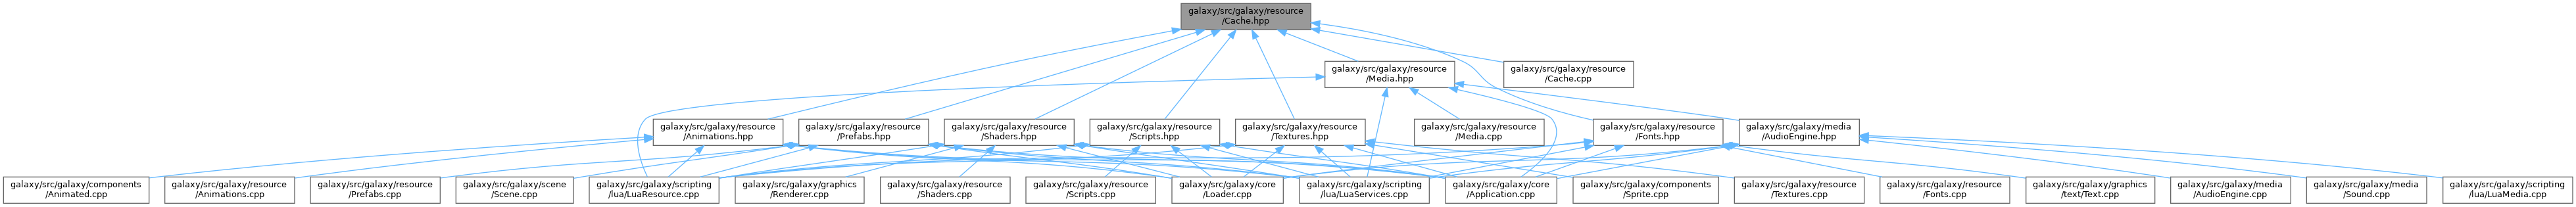 galaxy/src/galaxy/resource
/Cache.hpp
galaxy/src/galaxy/resource
/Media.hpp
galaxy/src/galaxy/resource
/Cache.cpp
galaxy/src/galaxy/resource
/Animations.hpp
galaxy/src/galaxy/resource
/Prefabs.hpp
galaxy/src/galaxy/resource
/Shaders.hpp
galaxy/src/galaxy/resource
/Scripts.hpp
galaxy/src/galaxy/resource
/Textures.hpp
galaxy/src/galaxy/resource
/Media.cpp
galaxy/src/galaxy/resource
/Fonts.hpp
galaxy/src/galaxy/media
/AudioEngine.hpp
galaxy/src/galaxy/components
/Animated.cpp
galaxy/src/galaxy/resource
/Animations.cpp
galaxy/src/galaxy/resource
/Prefabs.cpp
galaxy/src/galaxy/scene
/Scene.cpp
galaxy/src/galaxy/scripting
/lua/LuaResource.cpp
galaxy/src/galaxy/graphics
/Renderer.cpp
galaxy/src/galaxy/resource
/Shaders.cpp
galaxy/src/galaxy/resource
/Scripts.cpp
galaxy/src/galaxy/core
/Loader.cpp
galaxy/src/galaxy/scripting
/lua/LuaServices.cpp
galaxy/src/galaxy/core
/Application.cpp
galaxy/src/galaxy/components
/Sprite.cpp
galaxy/src/galaxy/resource
/Textures.cpp
galaxy/src/galaxy/resource
/Fonts.cpp
galaxy/src/galaxy/graphics
/text/Text.cpp
galaxy/src/galaxy/media
/AudioEngine.cpp
galaxy/src/galaxy/media
/Sound.cpp
galaxy/src/galaxy/scripting
/lua/LuaMedia.cpp